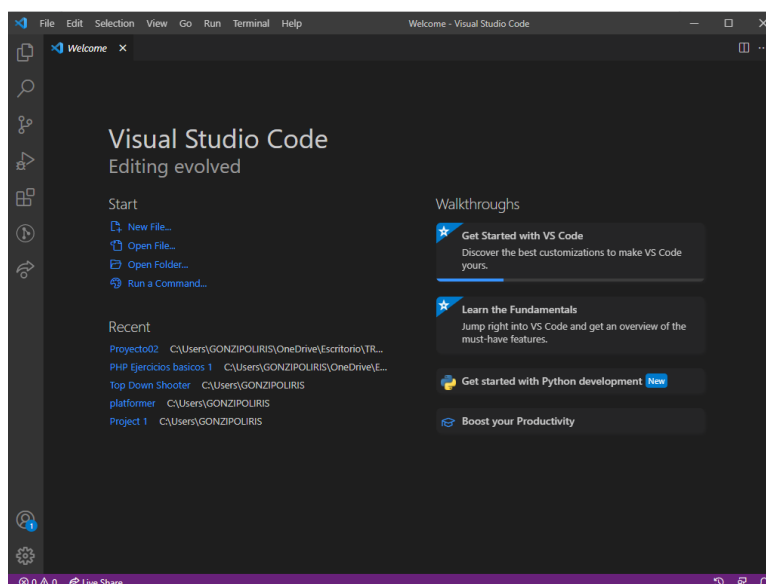 File Edit Selection View Go Run Terminal Help Welcome - Visual Studio Code
Welcome
Visual Studio Code
Editing evolved
Start
New File...
Open File...
Open Folder...
Run a Command...
Recent
Proyecto02 C:\Users\GONZIPOLIRIS\OneDrive\Escritorio\TR...
PHP Ejercicios basicos 1 C:\Users\GONZIPOLIRIS\OneDrive\E...
Top Down Shooter C:\Users\GONZIPOLIRIS
platformer C:\Users\GONZIPOLIRIS
Project 1 C:\Users\GONZIPOLIRIS
Walkthroughs
Get Started with VS Code
Discover the best customizations to make VS Code
yours.
Learn the Fundamentals
Jump right into VS Code and get an overview of the
must-have features.
Get started with Python development New
Boost your Productivity
1
0 0 Live Share